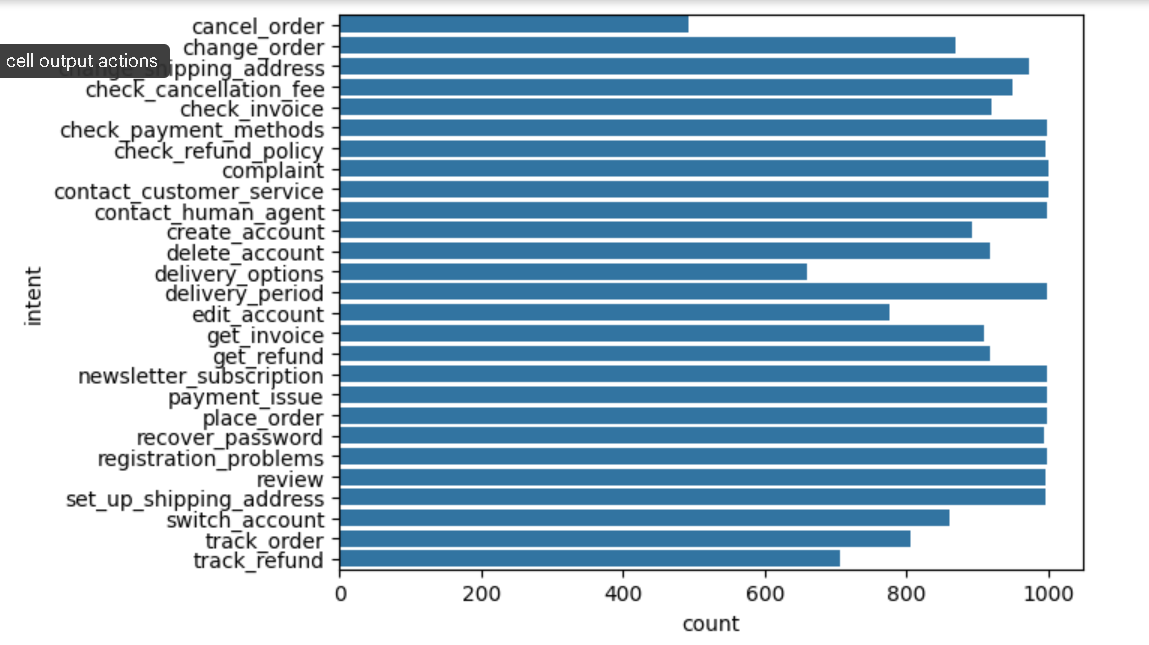 cancel_order
change_order
cell output actions
change_shipping_address
check_cancellation_fee
check_invoice
check_payment_methods
check_refund_policy
complaint
contact_customer_service
contact_human_agent
create_account
delete_account
delivery_options
delivery_period
edit_account
get_invoice
get_refund
newsletter_subscription
payment_issue
place_order
recover_password
registration_problems
review
set_up_shipping_address
switch_account
track_order
track_refund
intent
0 200 400 600 800 1000
count